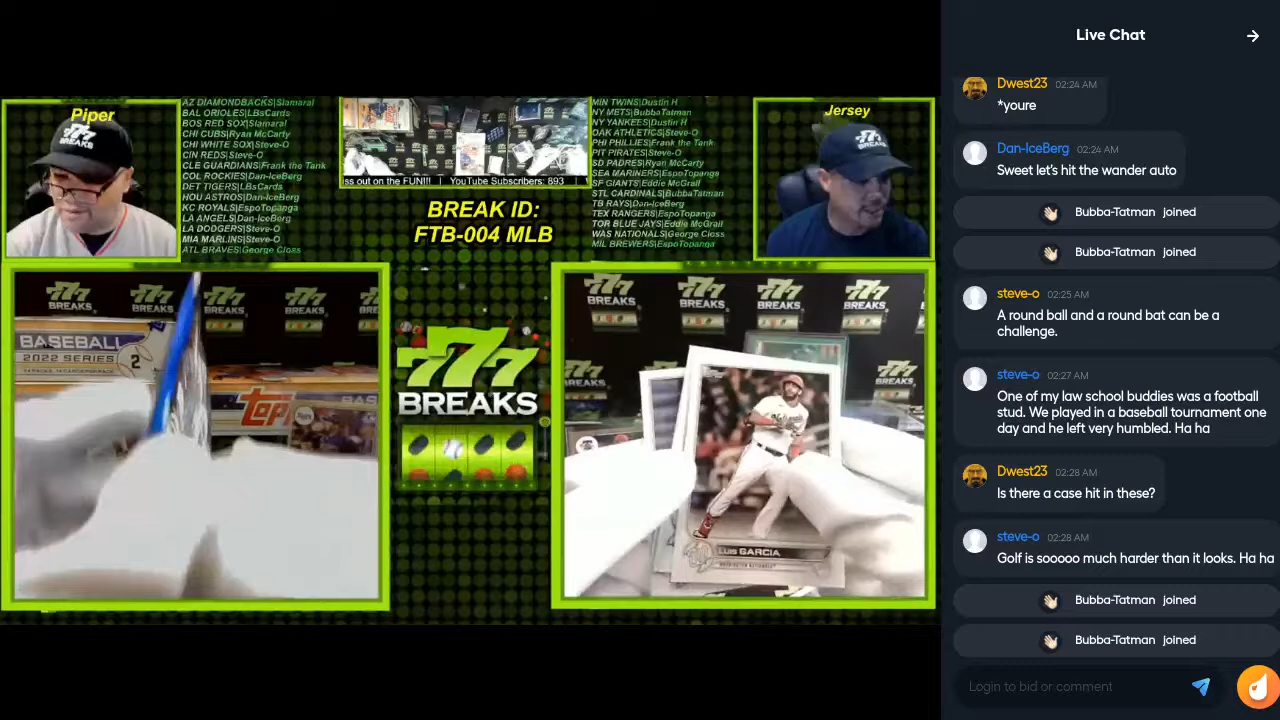 Piper
AZ DIAMONDBACKS|Slamaral
BAL ORIOLES|LBsCards
BOS RED SOX|Slamaral
CHI CUBS|Ryan McCarty
CHI WHITE SOX|Steve-O
CIN REDS|Steve-O
CLE GUARDIANS|Frank the Tank
COL ROCKIES|Dan-IceBerg
DET TIGERS|LBsCards
HOU ASTROS|Dan-IceBerg
KC ROYALS|EspoTopanga
LA ANGELS|Dan-IceBerg
LA DODGERS|Steve-O
MIA MARLINS|Steve-O
ATL BRAVES|George Closs
ss out on the FUN!!! | YouTube Subscribers: 893 |
BREAK ID:
FTB-004 MLB
MIN TWINS|Dustin H
NY METS|BubbaTatman
NY YANKEES|Dustin H
OAK ATHLETICS|Steve-O
PHI PHILLIES|Frank the Tank
PIT PIRATES|Steve-O
SD PADRES|Ryan McCarty
SEA MARINERS|EspoTopanga
SF GIANTS|Eddie McGrail
STL CARDINALS|BubbaTatman
TB RAYS|Dan-IceBerg
TEX RANGERS|EspoTopanga
TOR BLUE JAYS|Eddie McGrail
WAS NATIONALS|George Closs
MIL BREWERS|EspoTopanga
Jersey
777
BREAKS
777
BREAKS
BASEBALL
2022 SERIES 2
777
BREAKS
LUIS GARCIA
WASHINGTON NATIONALS
Live Chat
Dwest23 02:24 AM
*youre
Dan-IceBerg 02:24 AM
Sweet let's hit the wander auto
Bubba-Tatman joined
Bubba-Tatman joined
steve-o 02:25 AM
A round ball and a round bat can be a
challenge.
steve-o 02:27 AM
One of my law school buddies was a football
stud. We played in a baseball tournament one
day and he left very humbled. Ha ha
Dwest23 02:28 AM
Is there a case hit in these?
steve-o 02:28 AM
Golf is sooooo much harder than it looks. Ha ha
Bubba-Tatman joined
Bubba-Tatman joined
Login to bid or comment